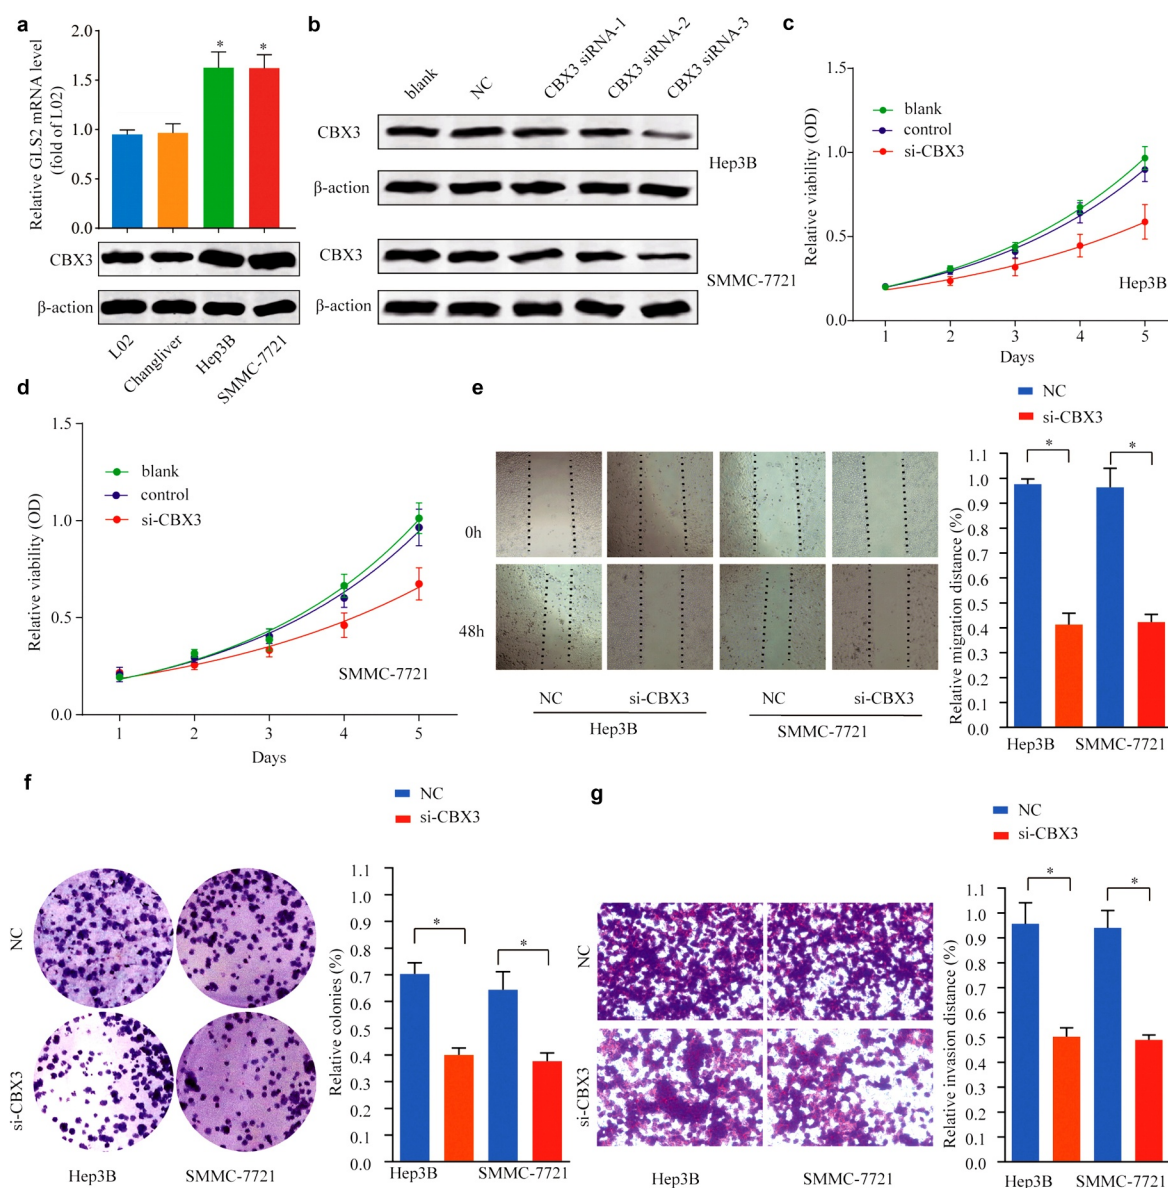 a
Relative GLS2 mRNA level
(fold of L02)
2.0
1.5
1.0
0.5
0.0
*
*
CBX3
β-action
L02
Changliver
Hep3B
SMMC-7721
b
blank
NC
CBX3 siRNA-1
CBX3 siRNA-2
CBX3 siRNA-3
CBX3
β-action
Hep3B
CBX3
β-action
SMMC-7721
c
Relative viability (OD)
1.5
1.0
0.5
0.0
blank
control
si-CBX3
Hep3B
1 2 3 4 5
Days
d
Relative viability (OD)
1.5
1.0
0.5
0.0
blank
control
si-CBX3
SMMC-7721
1 2 3 4 5
Days
e
0h
48h
NC si-CBX3 NC si-CBX3
Hep3B SMMC-7721
NC
si-CBX3
Relative migration distance (%)
1.1
1.0
0.9
0.8
0.7
0.6
0.5
0.4
0.3
0.2
0.1
0.0
* *
Hep3B SMMC-7721
f
NC
si-CBX3
Hep3B SMMC-7721
NC
si-CBX3
Relative colonies (%)
1.1
1.0
0.9
0.8
0.7
0.6
0.5
0.4
0.3
0.2
0.1
0.0
* *
Hep3B SMMC-7721
g
NC
si-CBX3
Hep3B SMMC-7721
NC
si-CBX3
Relative invasion distance (%)
1.1
1.0
0.9
0.8
0.7
0.6
0.5
0.4
0.3
0.2
0.1
0.0
* *
Hep3B SMMC-7721